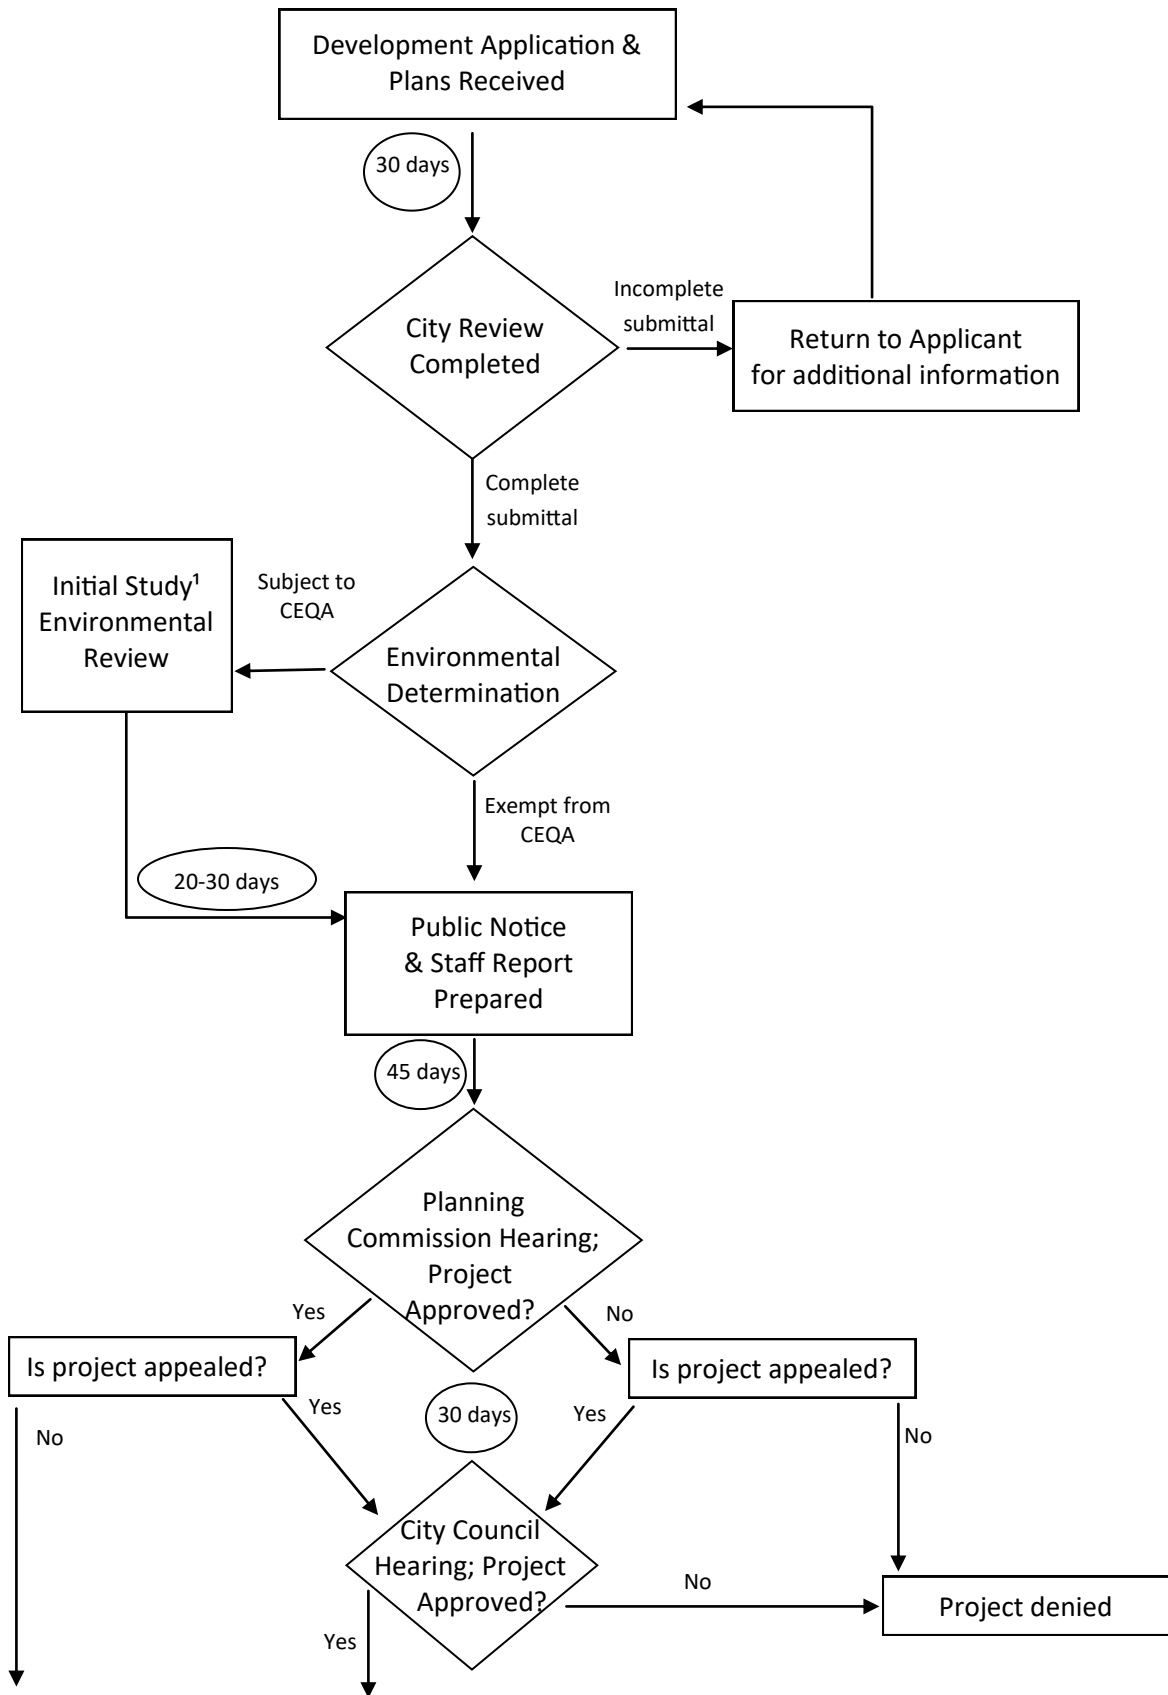 Development Application &
Plans Received
30 days
City Review
Completed
Incomplete
submittal
Return to Applicant
for additional information
Complete
submittal
Initial Study¹
Environmental
Review
Subject to
CEQA
Environmental
Determination
Exempt from
CEQA
20-30 days
Public Notice
& Staff Report
Prepared
45 days
Planning
Commission Hearing;
Project
Approved?
Yes
No
Is project appealed?
Is project appealed?
No
Yes
30 days
Yes
No
City Council
Hearing; Project
Approved?
No
Yes
Project denied